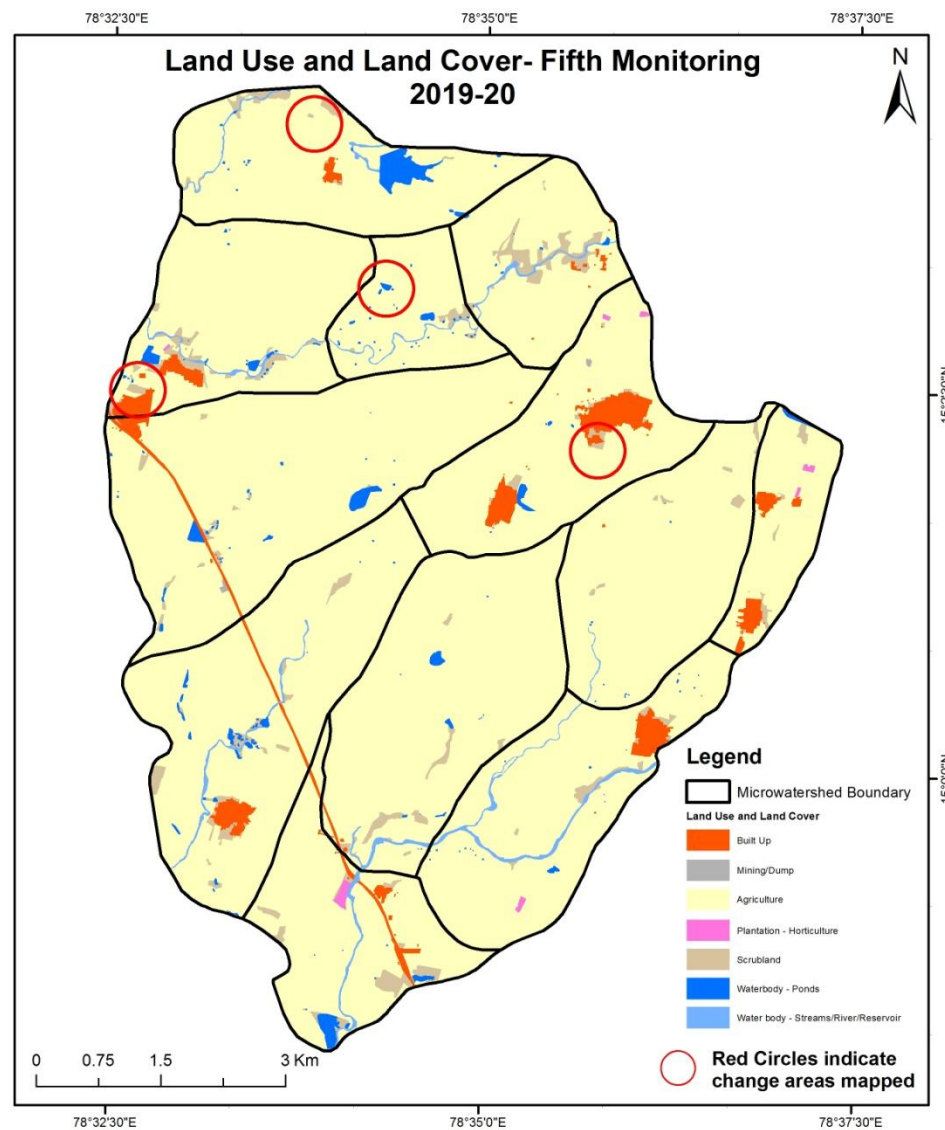 78°32'30"E 78°35'0"E 78°37'30"E
Land Use and Land Cover- Fifth Monitoring
2019-20
N
15°0'0"N
Legend
Microwatershed Boundary
Land Use and Land Cover
Built Up
Mining/Dump
Agriculture
Plantation - Horticulture
Scrubland
Waterbody - Ponds
Water body - Streams/River/Reservoir
Red Circles indicate
change areas mapped
0 0.75 1.5 3 Km
78°32'30"E 78°35'0"E 78°37'30"E